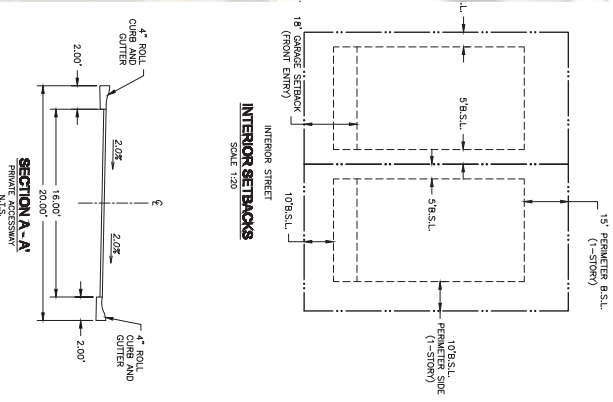 .L.
15' PERIMETER B.S.L.
(1-STORY)
5'B.S.L.
5'B.S.L.
10'B.S.L.
PERIMETER SIDE
(1-STORY)
18' GARAGE SETBACK
(FRONT ENTRY)
10'B.S.L.
INTERIOR STREET
INTERIOR SETBACKS
SCALE 1:20
4" ROLL
CURB AND
GUTTER
2.00'
2.0%
℄
2.0%
4" ROLL
CURB AND
GUTTER
2.00'
16.00'
20.00'
SECTION A - A'
PRIVATE ACCESSWAY
N.T.S.